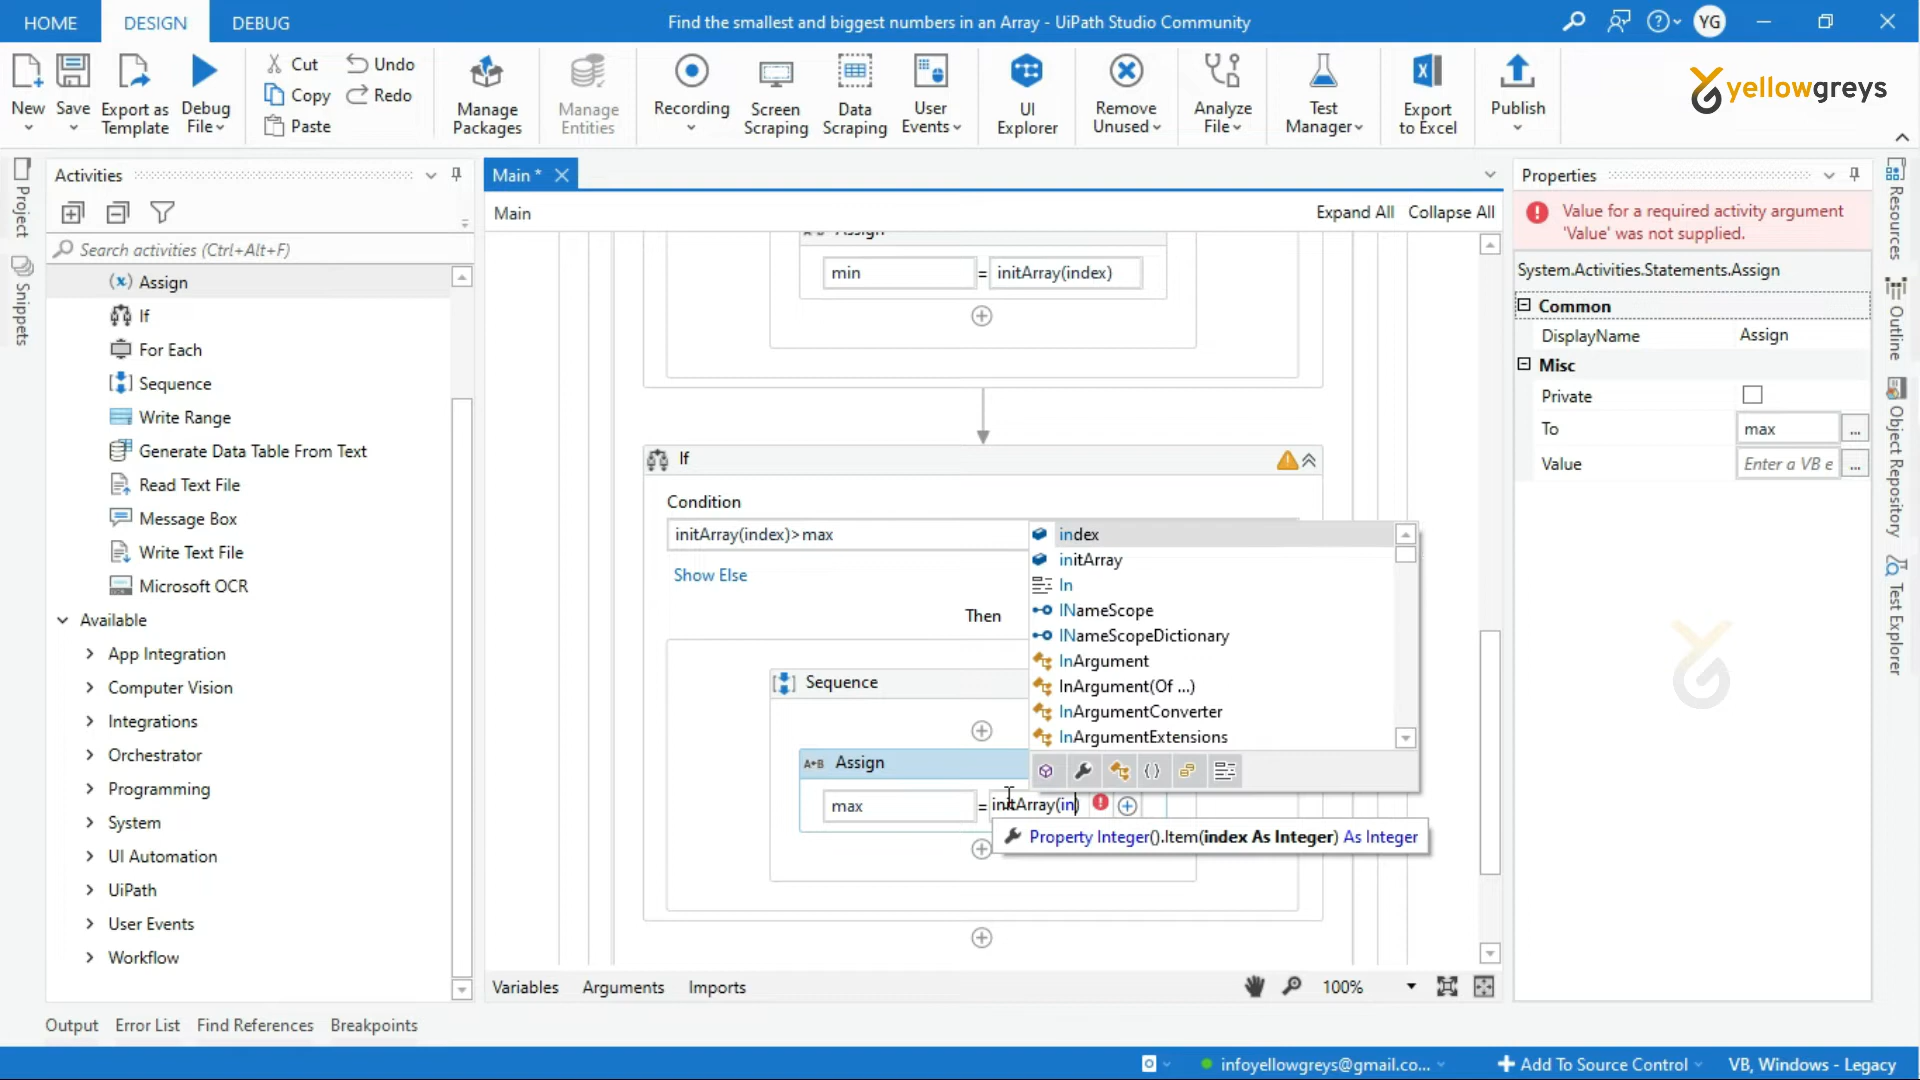 HOME DESIGN DEBUG Find the smallest and biggest numbers in an Array - UiPath Studio Community YG
New Save Export as Template Debug File
Cut Copy Paste Undo Redo
Manage Packages
Manage Entities
Recording Screen Scraping Data Scraping User Events
UI Explorer
Remove Unused
Analyze File
Test Manager
Export to Excel
Publish
yellowgreys
Project
Snippets
Activities
Search activities (Ctrl+Alt+F)
Assign
If
For Each
Sequence
Write Range
Generate Data Table From Text
Read Text File
Message Box
Write Text File
Microsoft OCR
Available
App Integration
Computer Vision
Integrations
Orchestrator
Programming
System
UI Automation
UiPath
User Events
Workflow
Main *
Main Expand All Collapse All
Assign
min = initArray(index)
If
Condition
initArray(index)>max
Show Else
Then
Sequence
A+B Assign
max = initArray(in)
index
initArray
In
INameScope
INameScopeDictionary
InArgument
InArgument(Of ...)
InArgumentConverter
InArgumentExtensions
Property Integer().Item(index As Integer) As Integer
Variables Arguments Imports 100%
Properties
Value for a required activity argument
'Value' was not supplied.
System.Activities.Statements.Assign
Common
DisplayName Assign
Misc
Private
To max ...
Value Enter a VB e ...
Resources
Outline
Object Repository
Test Explorer
Output Error List Find References Breakpoints
infoyellowgreys@gmail.co... Add To Source Control VB, Windows - Legacy